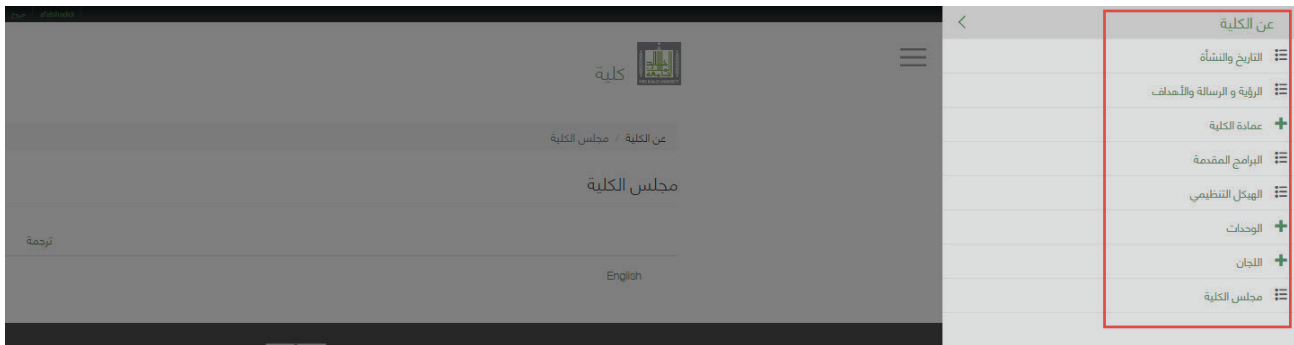 عن الكلية
التاريخ والنشأة
الرؤية و الرسالة والأهداف
عمادة الكلية
البرامج المقدمة
الهيكل التنظيمي
الوحدات
اللجان
مجلس الكلية
كلية
عن الكلية / مجلس الكلية
مجلس الكلية
ترجمة
English